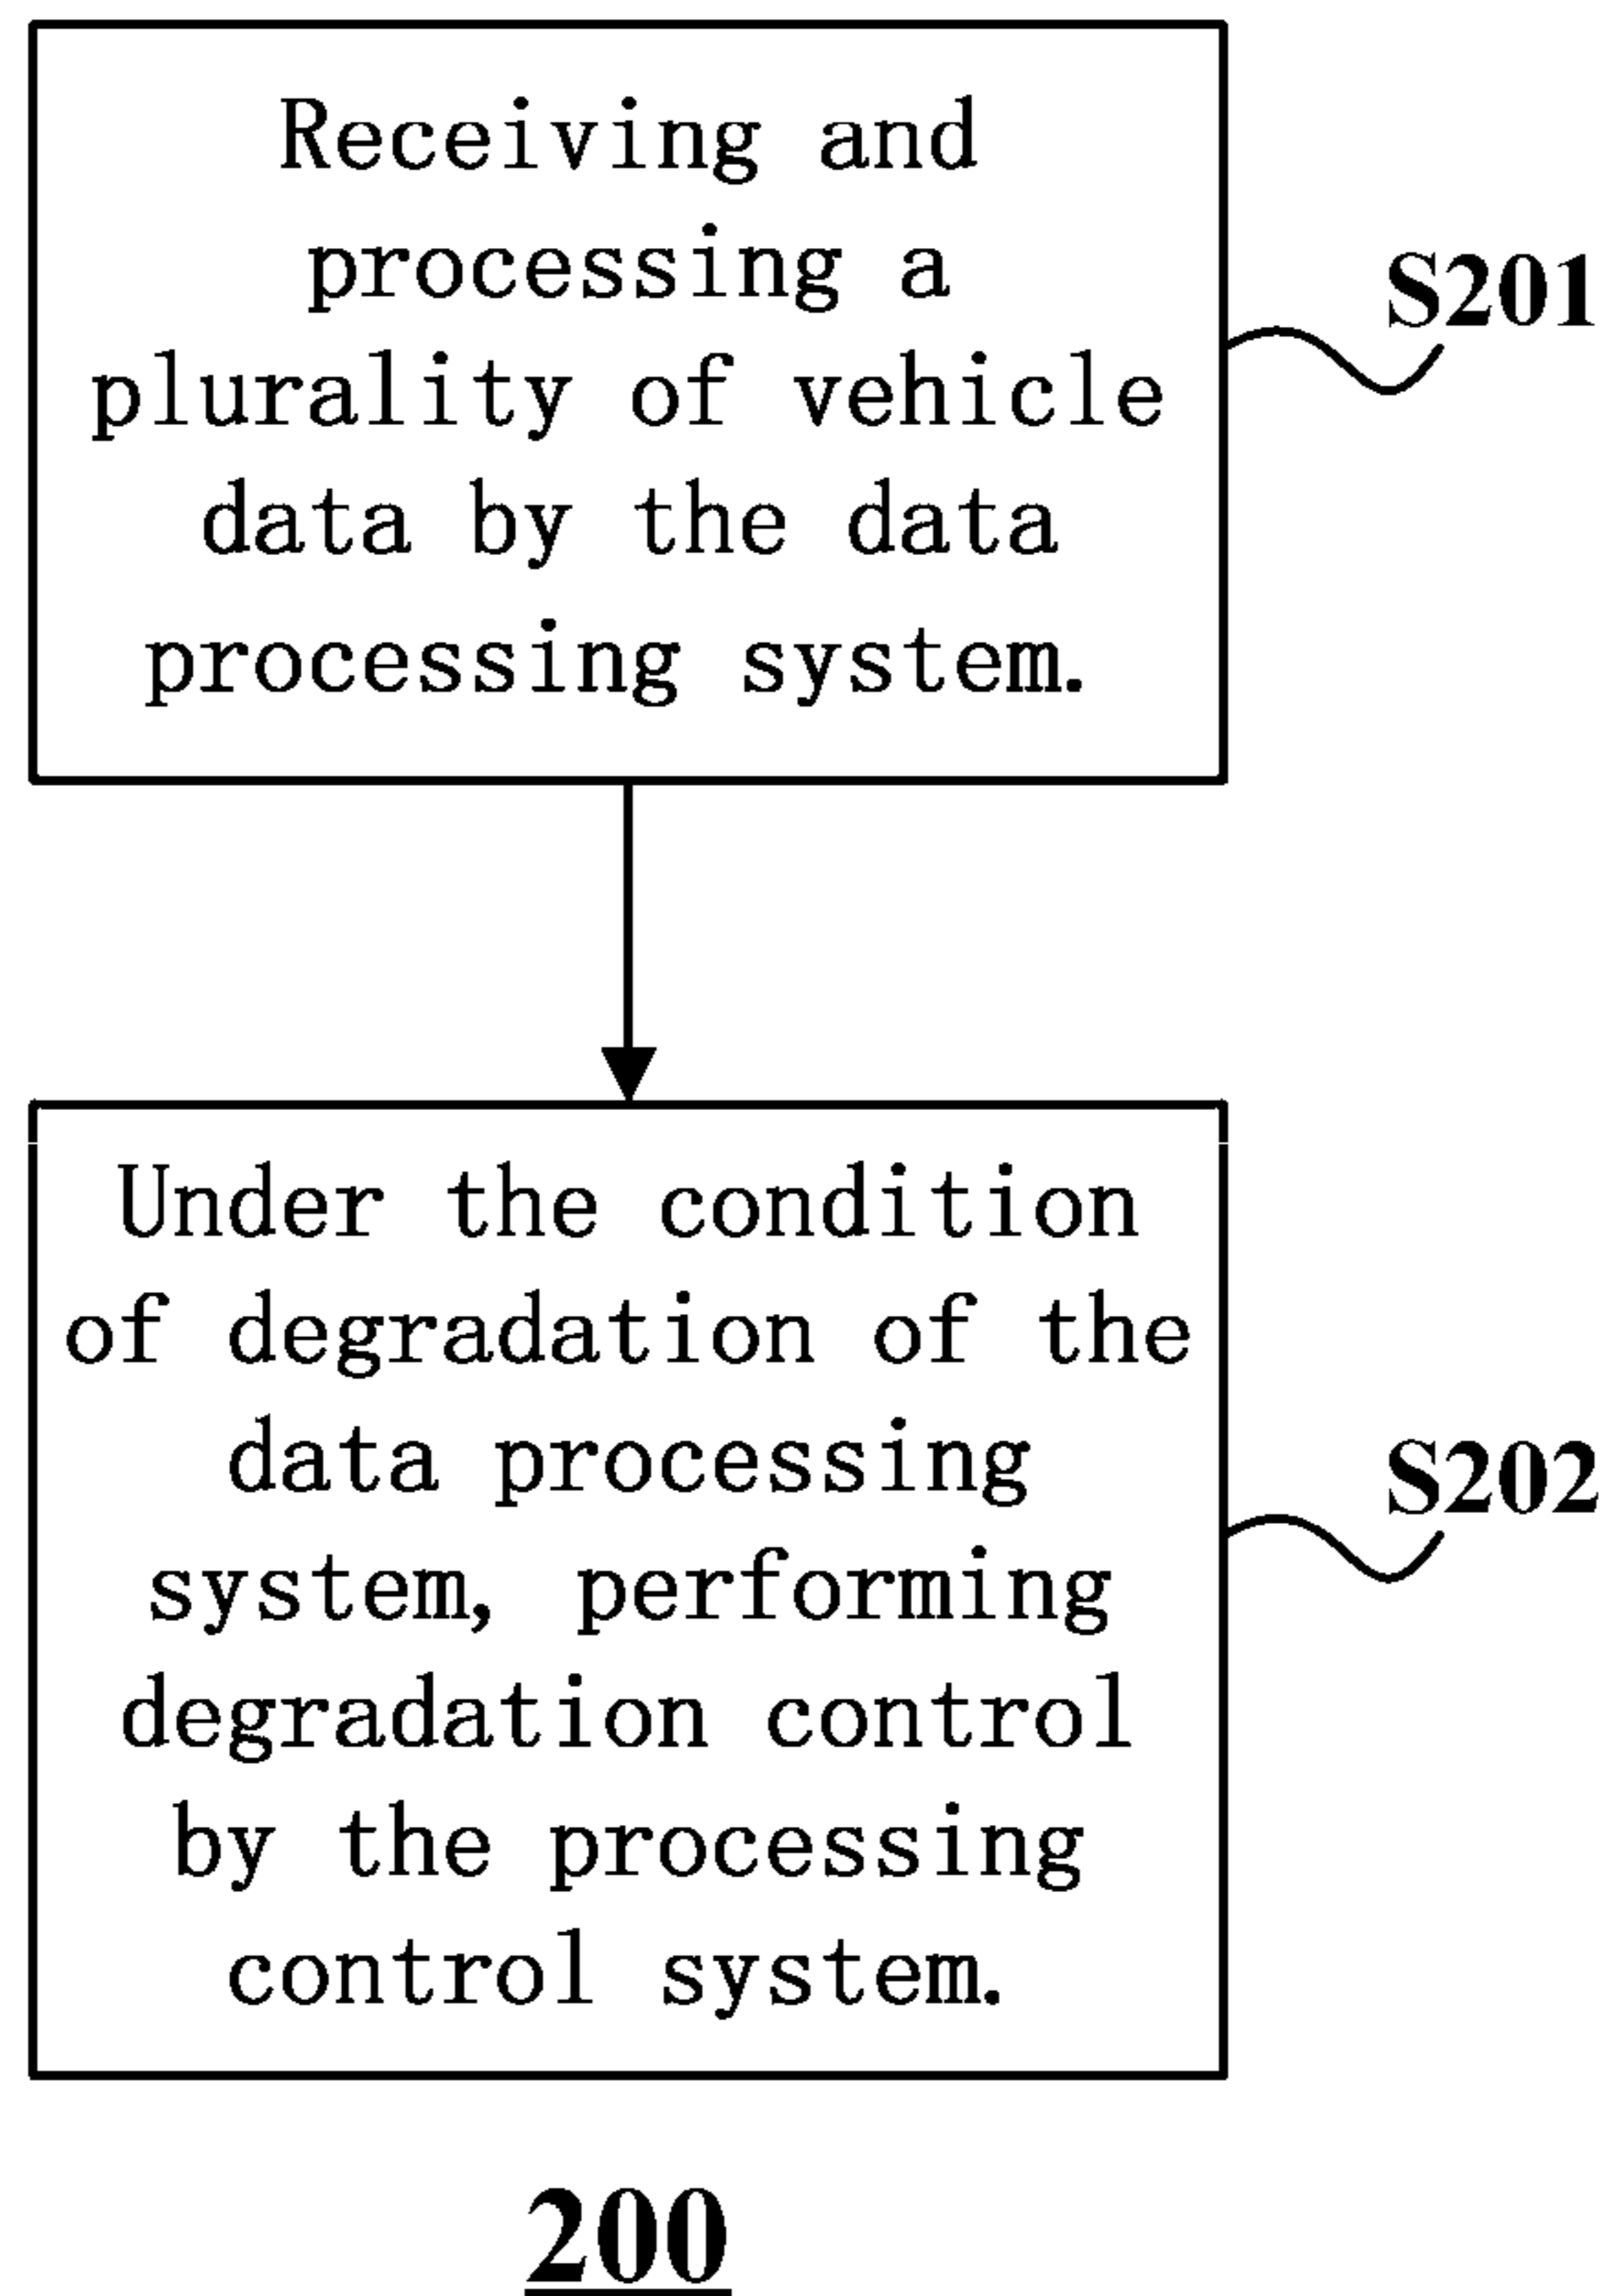 Receiving and
processing a
plurality of vehicle
data by the data
processing system.
S201
Under the condition
of degradation of the
data processing
system, performing
degradation control
by the processing
control system.
S202
200